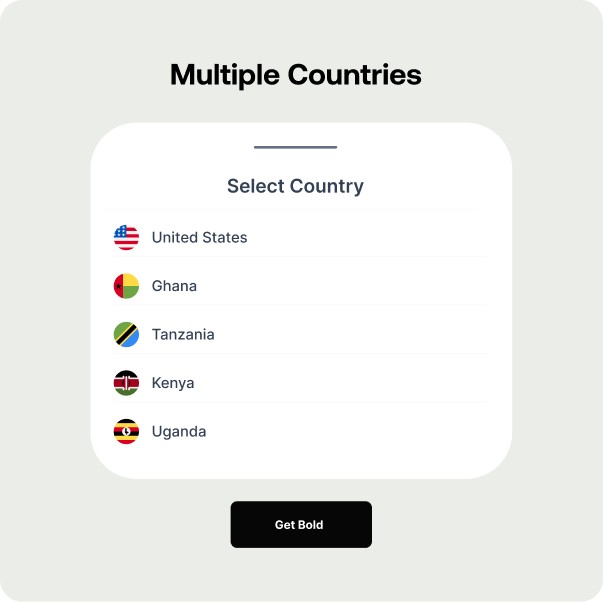 Multiple Countries
Select Country
United States
Ghana
Tanzania
Kenya
Uganda
Get Bold